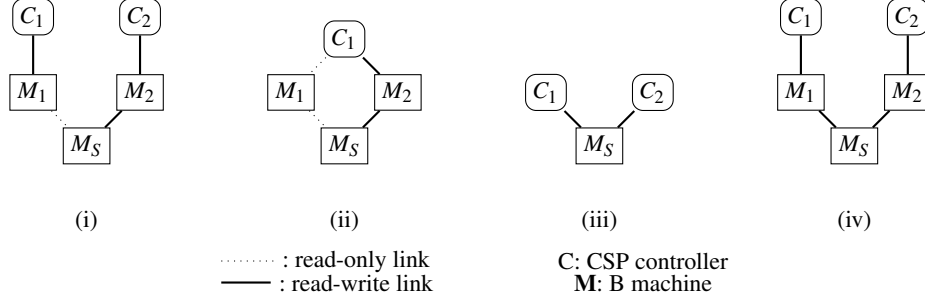 C1 C2 C1 C1 C2
M1 M2 M1 M2 C1 C2 M1 M2
MS MS MS MS
(i) (ii) (iii) (iv)
: read-only link C: CSP controller
: read-write link M: B machine